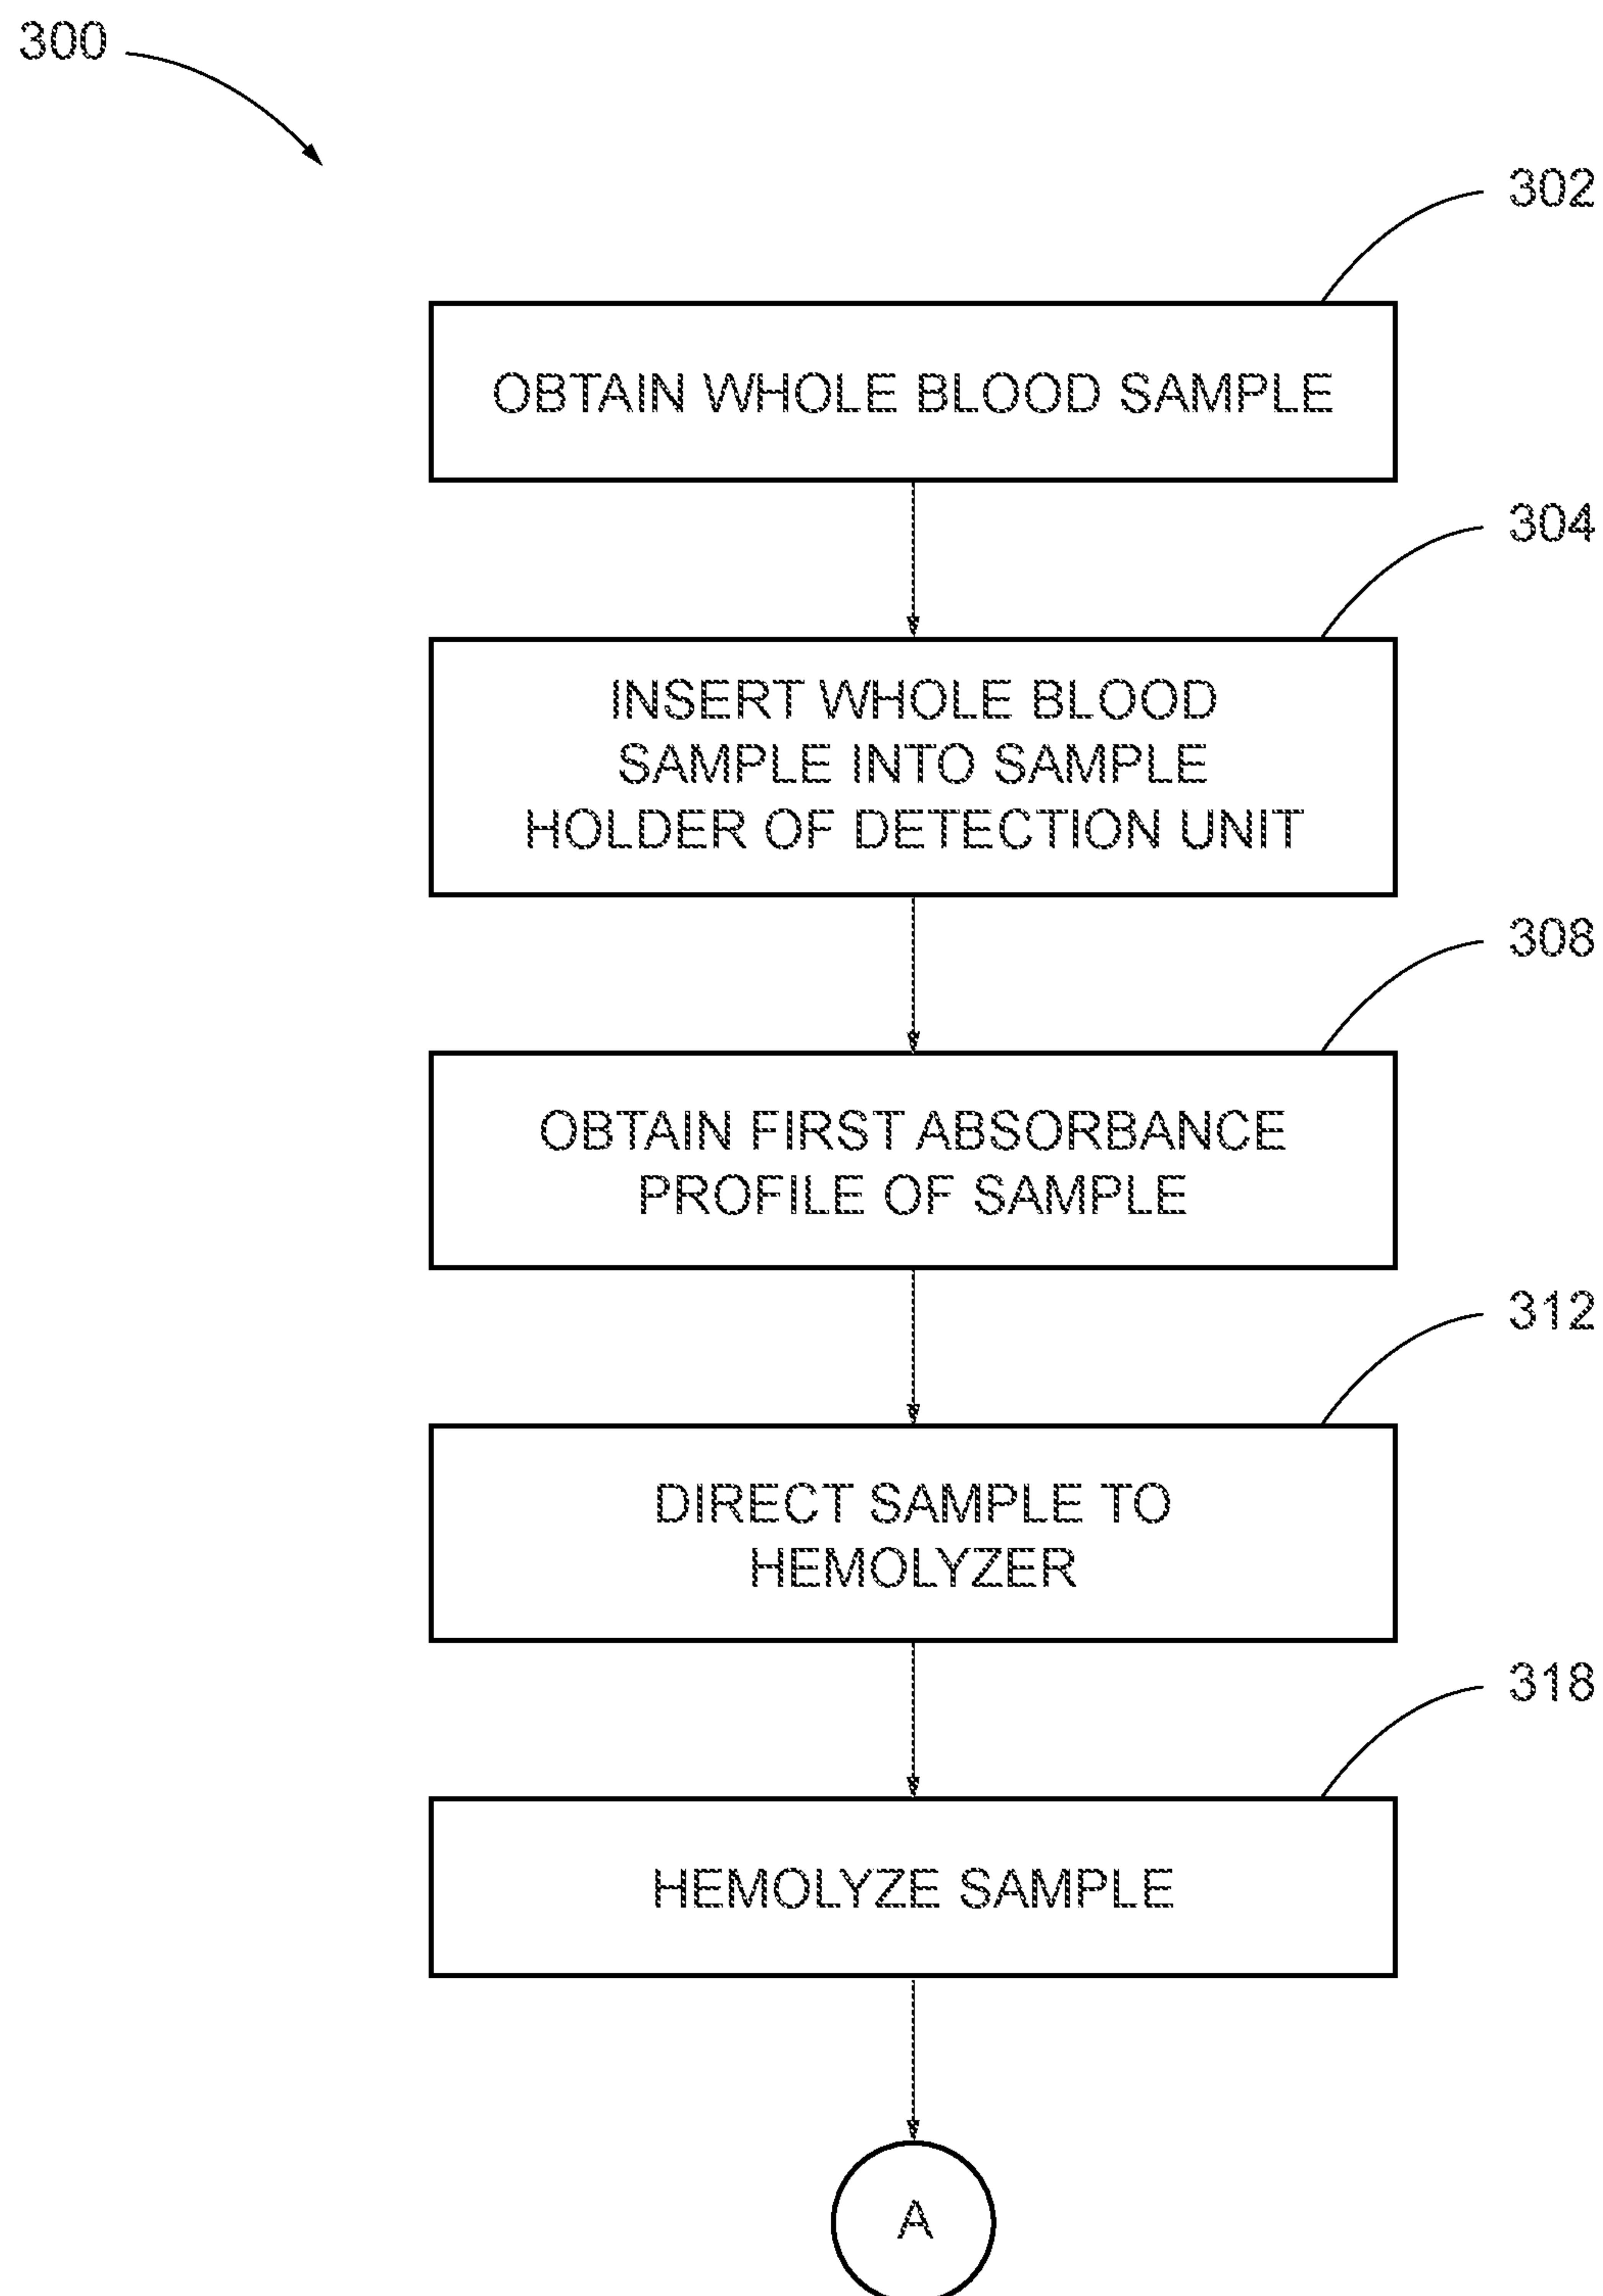 300
302
OBTAIN WHOLE BLOOD SAMPLE
304
INSERT WHOLE BLOOD
SAMPLE INTO SAMPLE
HOLDER OF DETECTION UNIT
308
OBTAIN FIRST ABSORBANCE
PROFILE OF SAMPLE
312
DIRECT SAMPLE TO
HEMOLYZER
318
HEMOLYZE SAMPLE
A